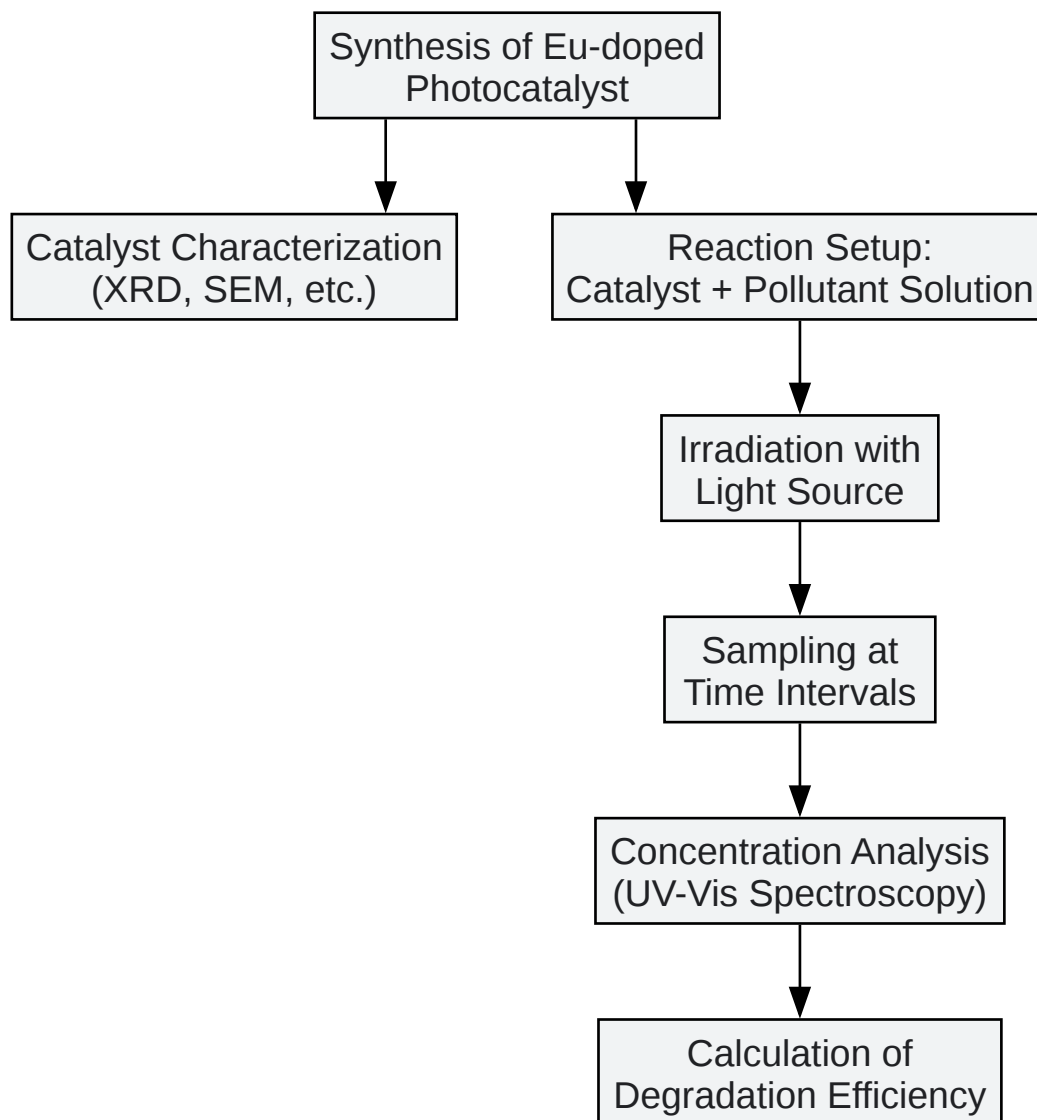 Synthesis of Eu-doped
Photocatalyst
Catalyst Characterization
(XRD, SEM, etc.)
Reaction Setup:
Catalyst + Pollutant Solution
Irradiation with
Light Source
Sampling at
Time Intervals
Concentration Analysis
(UV-Vis Spectroscopy)
Calculation of
Degradation Efficiency